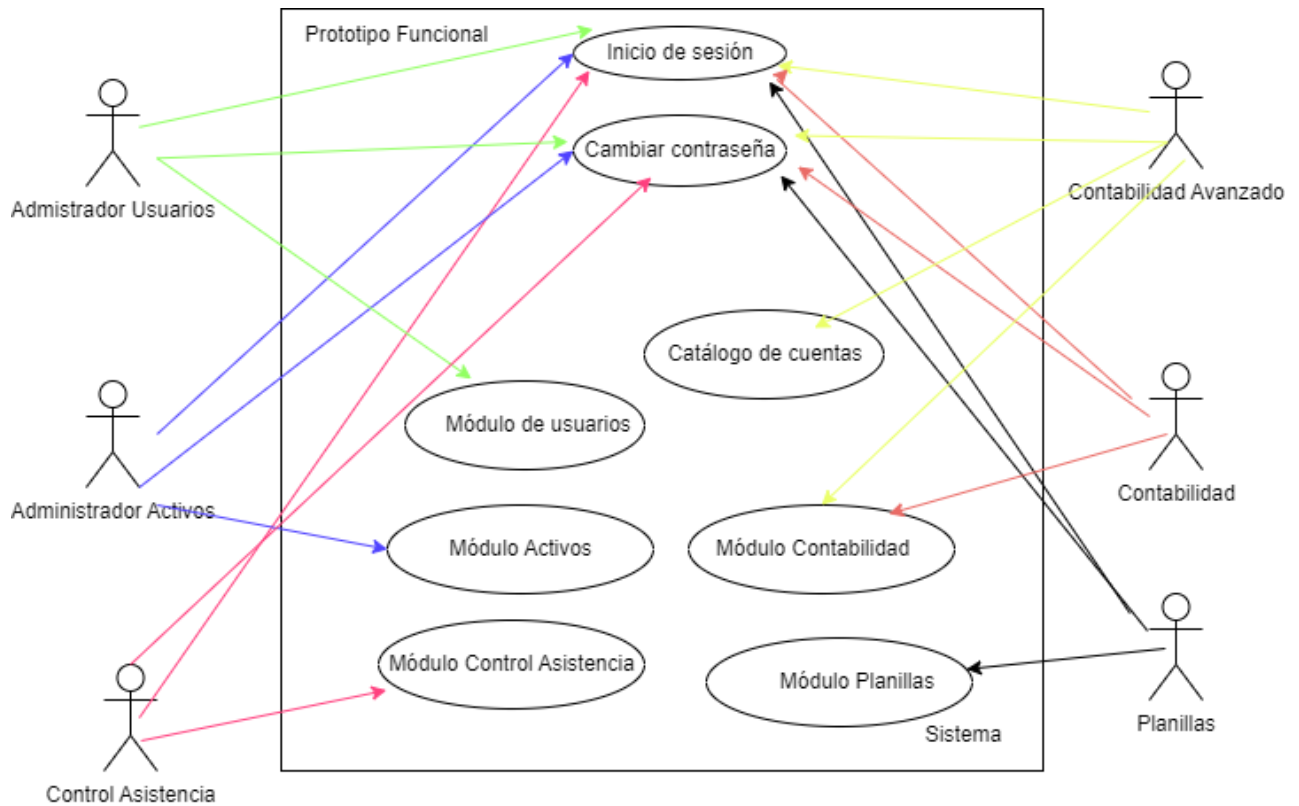 Prototipo Funcional
Inicio de sesión
Cambiar contraseña
Admistrador Usuarios
Contabilidad Avanzado
Catálogo de cuentas
Módulo de usuarios
Administrador Activos
Contabilidad
Módulo Activos
Módulo Contabilidad
Módulo Control Asistencia
Módulo Planillas
Sistema
Planillas
Control Asistencia